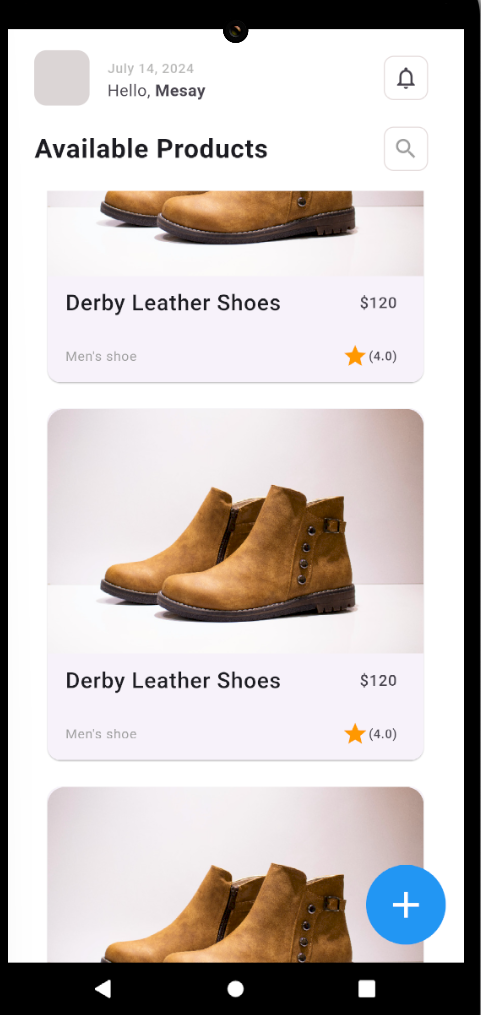 July 14, 2024
Hello, Mesay
Available Products
Derby Leather Shoes $120
Men's shoe (4.0)
Derby Leather Shoes $120
Men's shoe (4.0)